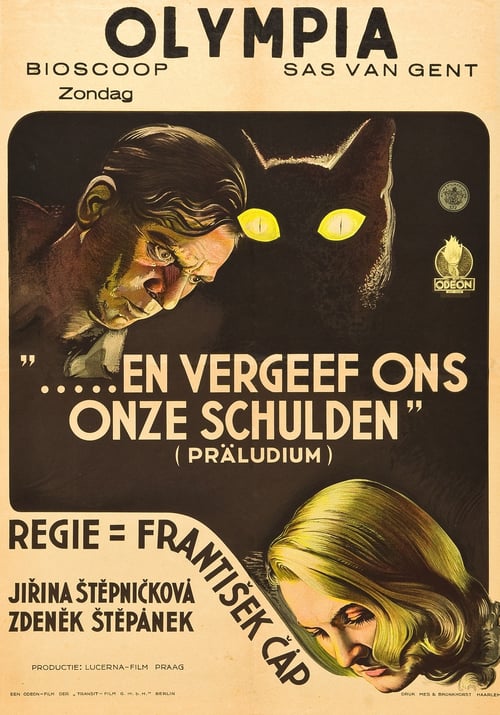 OLYMPIA
BIOSCOOP SAS VAN GENT
Zondag
ODEON
".....EN VERGEEF ONS
ONZE SCHULDEN"
(PRÄLUDIUM)
REGIE = FRANTIŠEK ČÁP
JIŘINA ŠTĚPNIČKOVÁ
ZDENĚK ŠTĚPÁNEK
PRODUCTIE: LUCERNA-FILM PRAAG
EEN ODEON-FILM DER „TRANSIT-FILM G.m.b.H." BERLIN
DRUK MES & BRONKHORST HAARLEM